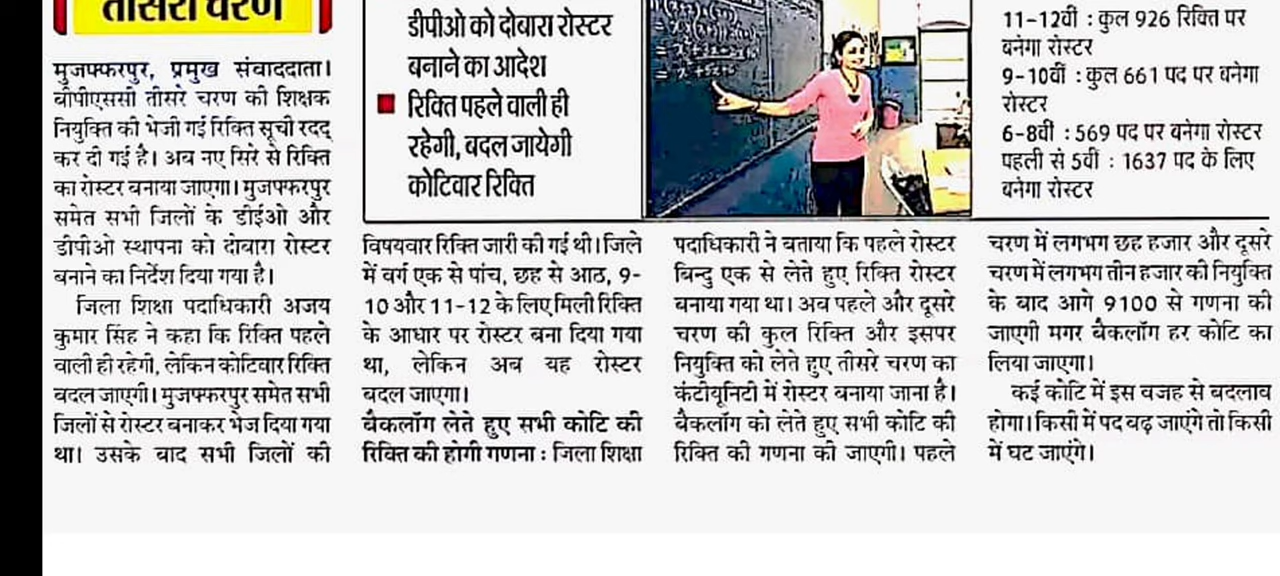 तीसरा चरण
मुजफ्फरपुर, प्रमुख संवाददाता।
बीपीएससी तीसरे चरण की शिक्षक
नियुक्ति की भेजी गई रिक्ति सूची रदद्
कर दी गई है। अब नए सिरे से रिक्ति
का रोस्टर बनाया जाएगा। मुजफ्फरपुर
समेत सभी जिलों के डीईओ और
डीपीओ स्थापना को दोबारा रोस्टर
बनाने का निर्देश दिया गया है।
जिला शिक्षा पदाधिकारी अजय
कुमार सिंह ने कहा कि रिक्ति पहले
वाली ही रहेगी, लेकिन कोटिवार रिक्ति
बदल जाएगी। मुजफ्फरपुर समेत सभी
जिलों से रोस्टर बनाकर भेज दिया गया
था। उसके बाद सभी जिलों की
डीपीओ को दोबारा रोस्टर
बनाने का आदेश
रिक्ति पहले वाली ही
रहेगी, बदल जायेगी
कोटिवार रिक्ति
11-12वीं : कुल 926 रिक्ति पर
बनेगा रोस्टर
9-10वीं : कुल 661 पद पर बनेगा
रोस्टर
6-8वीं : 569 पद पर बनेगा रोस्टर
पहली से 5वीं : 1637 पद के लिए
बनेगा रोस्टर
विषयवार रिक्ति जारी की गई थी। जिले
में वर्ग एक से पांच, छह से आठ, 9-
10 और 11-12 के लिए मिली रिक्ति
के आधार पर रोस्टर बना दिया गया
था, लेकिन अब यह रोस्टर
बदल जाएगा।
बैकलॉग लेते हुए सभी कोटि की
रिक्ति की होगी गणना : जिला शिक्षा
पदाधिकारी ने बताया कि पहले रोस्टर
बिन्दु एक से लेते हुए रिक्ति रोस्टर
बनाया गया था। अब पहले और दूसरे
चरण की कुल रिक्ति और इसपर
नियुक्ति को लेते हुए तीसरे चरण का
कंटीयूनिटी में रोस्टर बनाया जाना है।
बैकलॉग को लेते हुए सभी कोटि की
रिक्ति की गणना की जाएगी। पहले
चरण में लगभग छह हजार और दूसरे
चरण में लगभग तीन हजार की नियुक्ति
के बाद आगे 9100 से गणना की
जाएगी मगर बैकलॉग हर कोटि का
लिया जाएगा।
कई कोटि में इस वजह से बदलाव
होगा। किसी में पद बढ़ जाएंगे तो किसी
में घट जाएंगे।